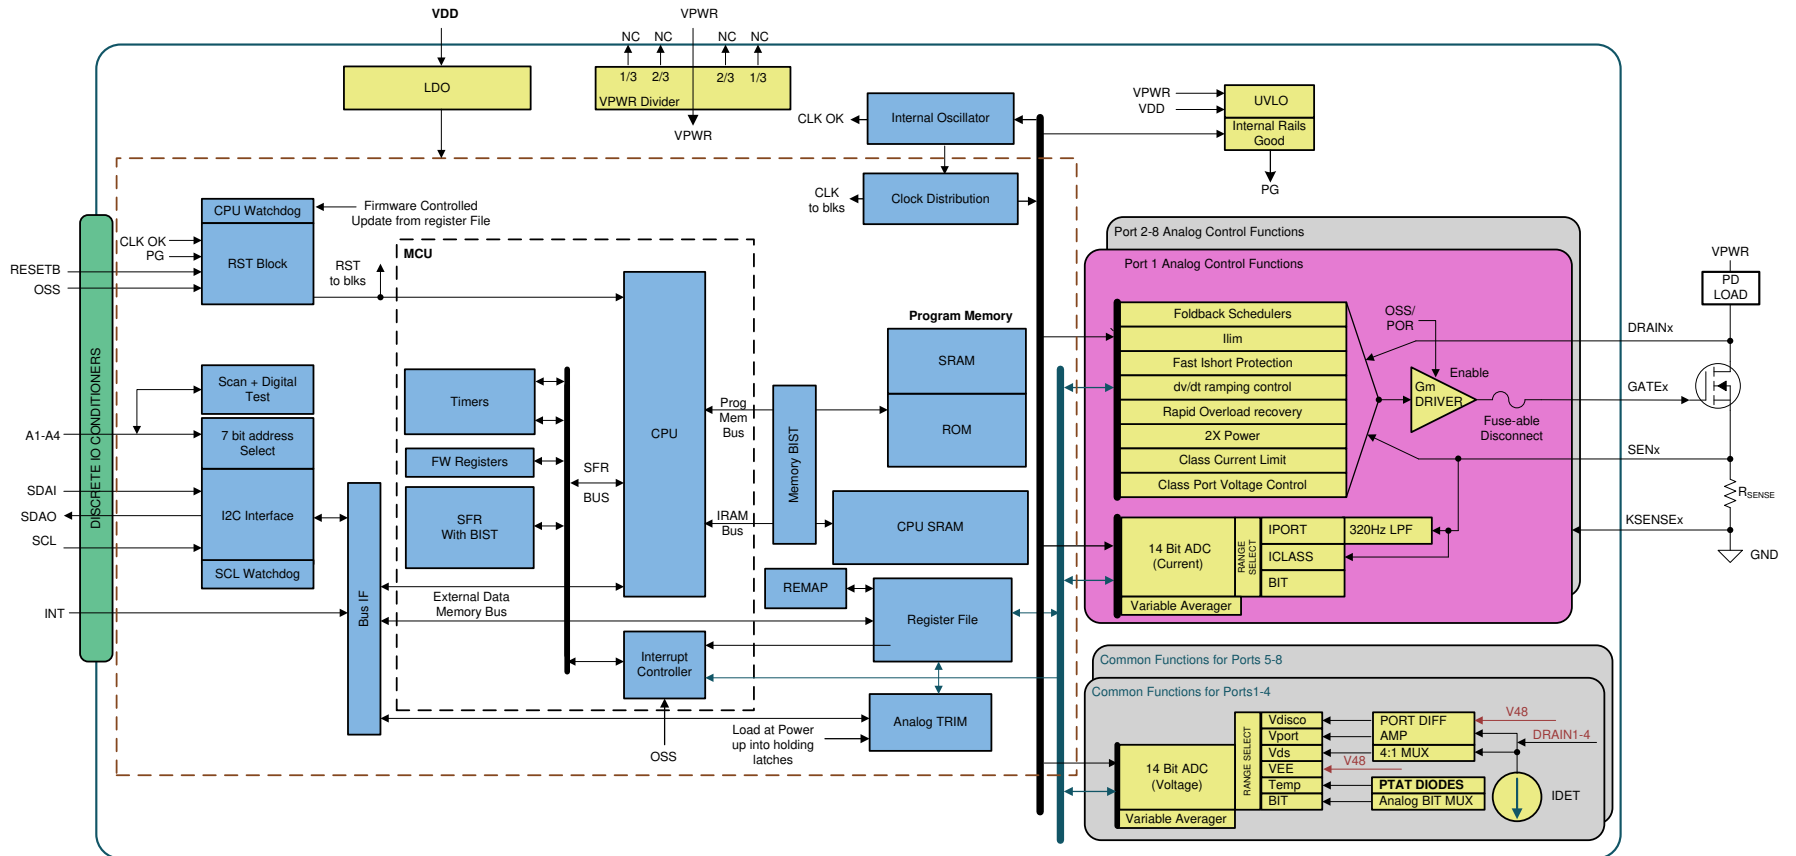 VDD
VPWR
NC
NC
NC
NC
1/3
2/3
2/3
1/3
VPWR Divider
VPWR
LDO
CLK OK
Internal Oscillator
VPWR
VDD
UVLO
Internal Rails
Good
PG
CLK
to blks
Clock Distribution
CPU Watchdog
Firmware Controlled
Update from register File
CLK OK
PG
RESETB
OSS
RST Block
RST
to blks
MCU
DISCRETE IO CONDITIONERS
Scan + Digital
Test
A1-A4
7 bit address
Select
SDAI
SDAO
SCL
I2C Interface
SCL Watchdog
INT
Bus IF
Timers
FW Registers
SFR
With BIST
SFR
BUS
CPU
External Data
Memory Bus
Interrupt
Controller
OSS
Prog
Mem
Bus
IRAM
Bus
Memory BIST
Program Memory
SRAM
ROM
CPU SRAM
REMAP
Register File
Analog TRIM
Load at Power
up into holding
latches
Port 2-8 Analog Control Functions
Port 1 Analog Control Functions
Foldback Schedulers
Ilim
Fast Ishort Protection
dv/dt ramping control
Rapid Overload recovery
2X Power
Class Current Limit
Class Port Voltage Control
OSS/
POR
Enable
Gm
DRIVER
Fuse-able
Disconnect
14 Bit ADC
(Current)
RANGE
SELECT
IPORT
320Hz LPF
ICLASS
BIT
Variable Averager
VPWR
PD
LOAD
DRAINx
GATEx
SENx
RSENSE
KSENSEx
GND
Common Functions for Ports 5-8
Common Functions for Ports1-4
14 Bit ADC
(Voltage)
Variable Averager
RANGE SELECT
Vdisco
Vport
Vds
VEE
Temp
BIT
PORT DIFF
AMP
4:1 MUX
V48
DRAIN1-4
V48
PTAT DIODES
Analog BIT MUX
IDET